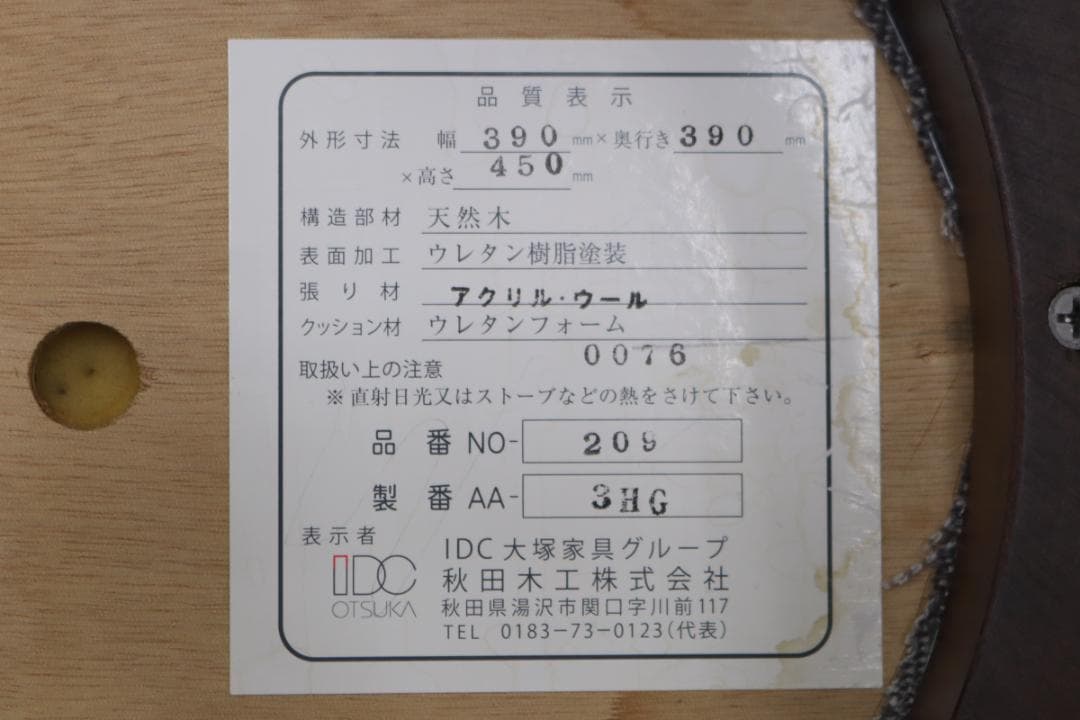 品質表示
外形寸法 幅 390 mm × 奥行き 390 mm
×高さ 450 mm
構造部材 天然木
表面加工 ウレタン樹脂塗装
張り材 アクリル・ウール
クッション材 ウレタンフォーム
0076
取扱い上の注意
※直射日光又はストーブなどの熱をさけて下さい。
品番 NO- 209
製番 AA- 3HG
表示者
IDC OTSUKA
IDC 大塚家具グループ
秋田木工株式会社
秋田県湯沢市関口字川前117
TEL 0183-73-0123(代表)